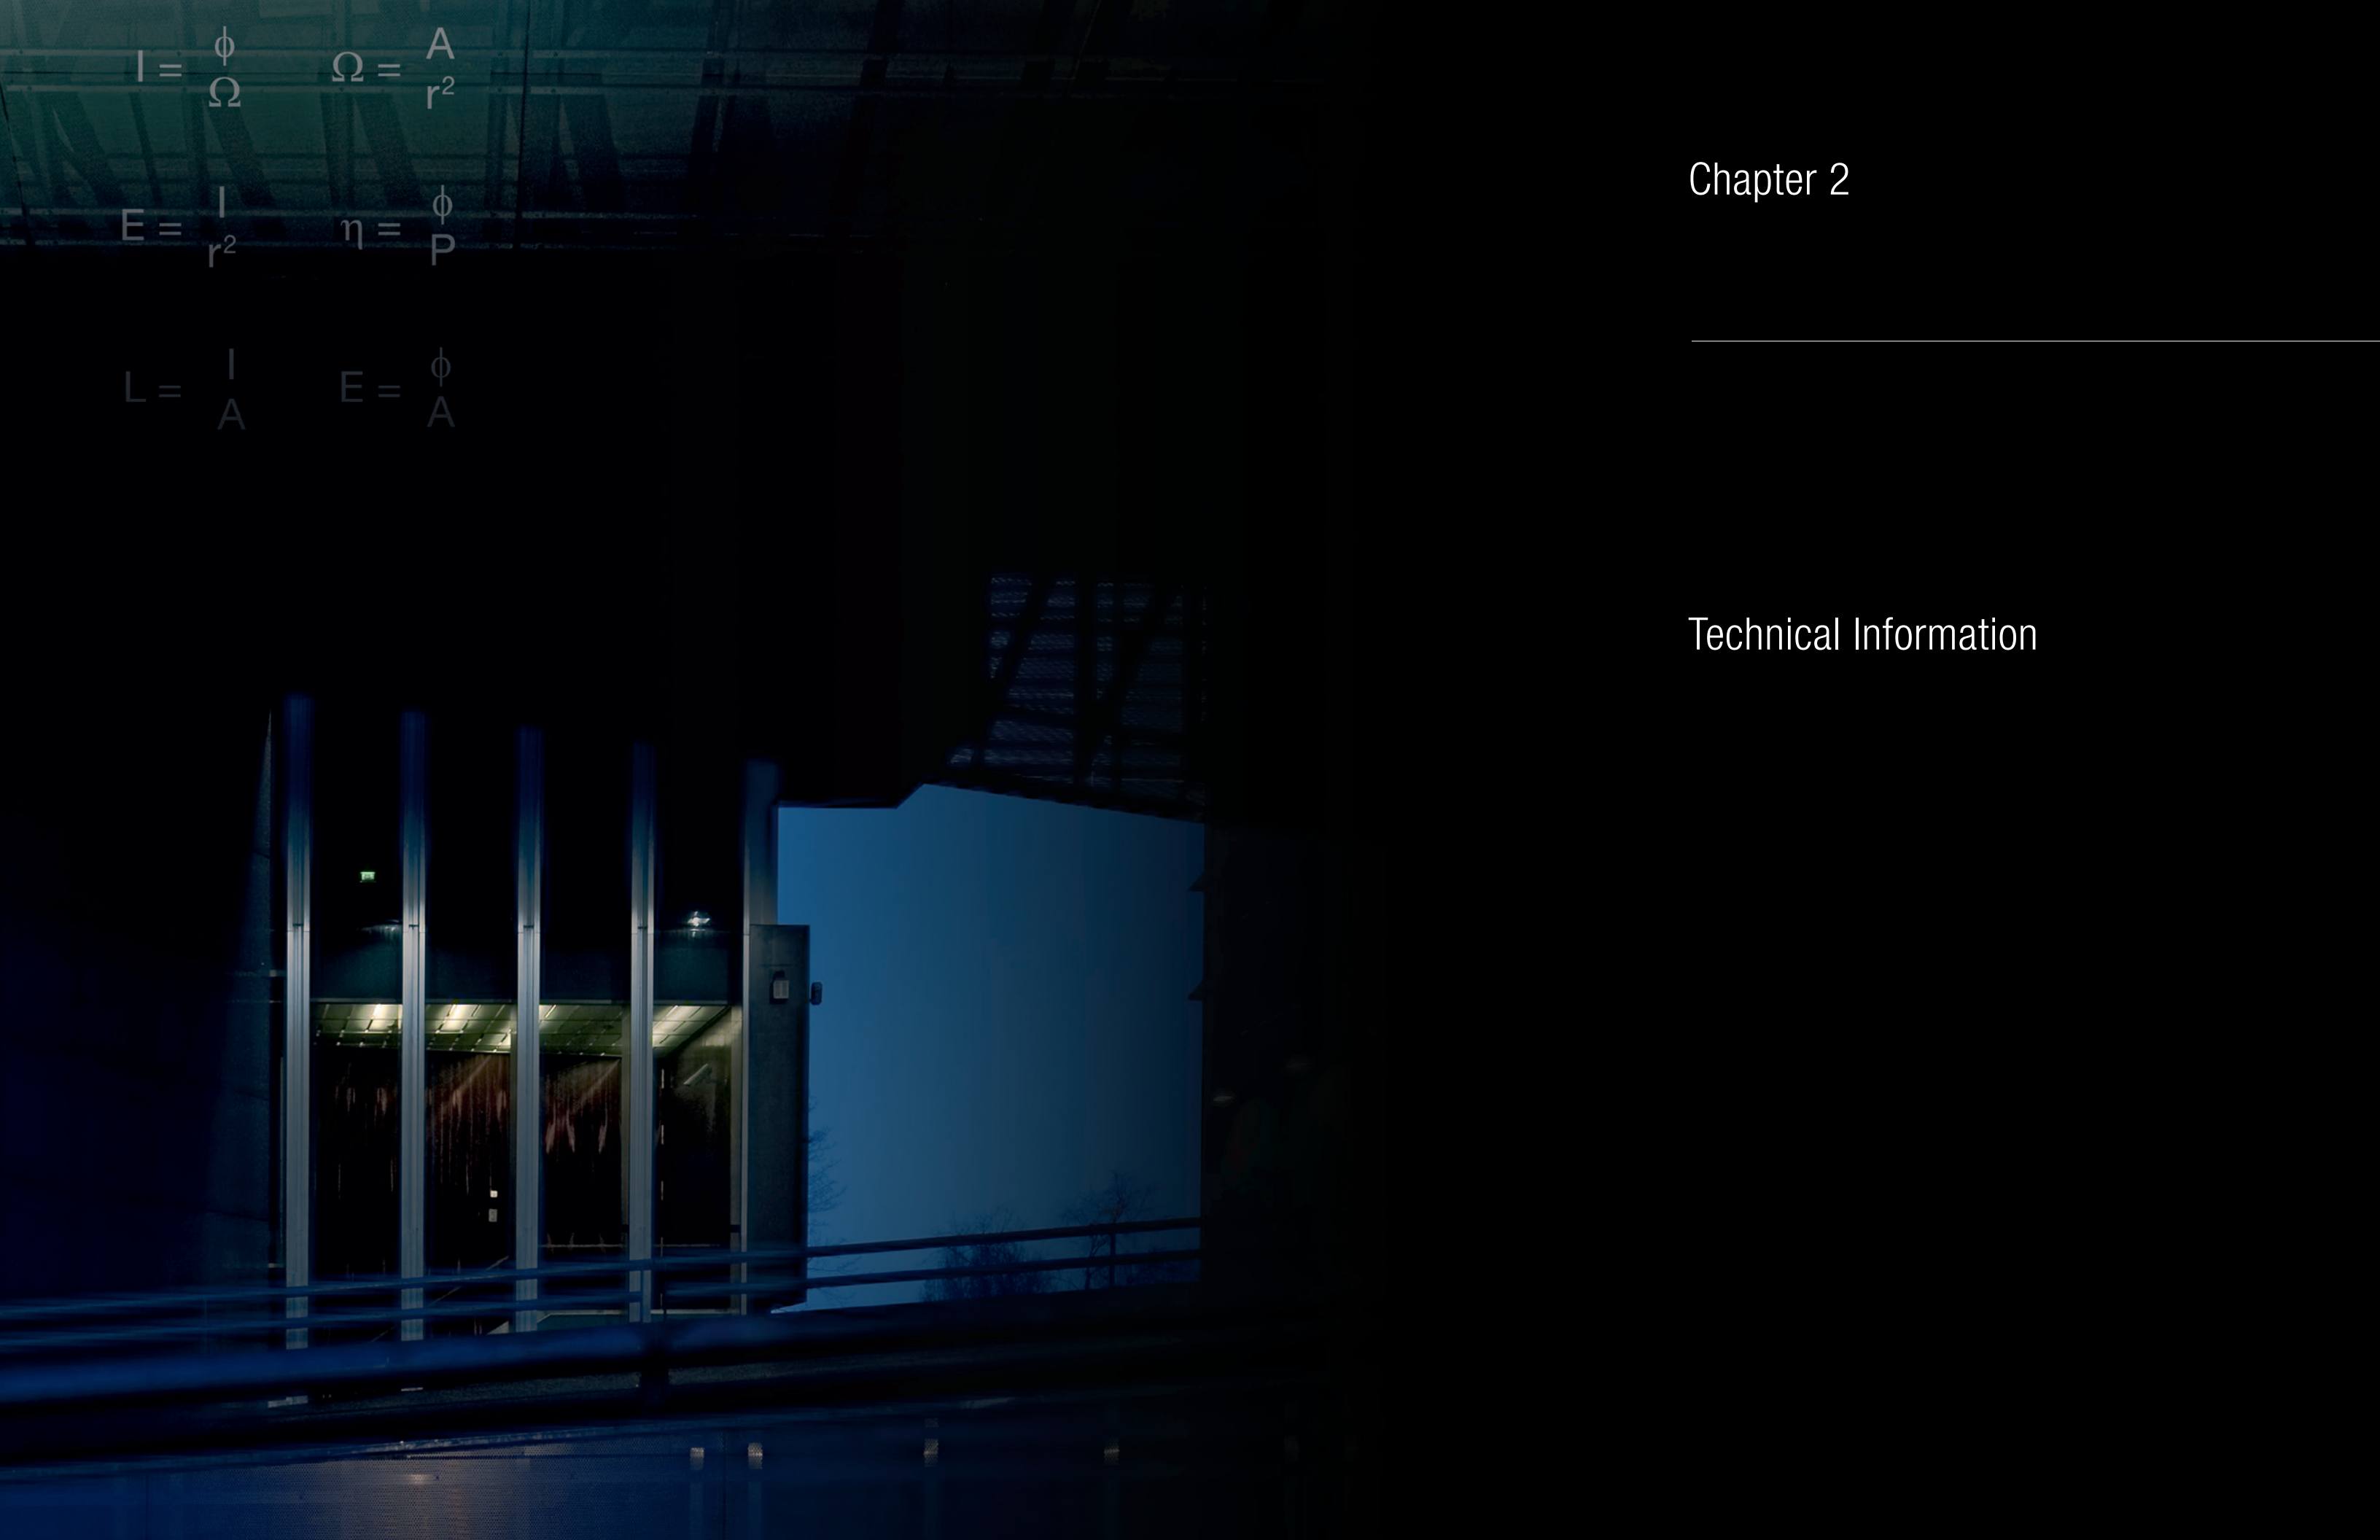 I = ϕ / Ω   Ω = A / r²
E = I / r²   η = ϕ / P
L = I / A   E = ϕ / A
Chapter 2
Technical Information